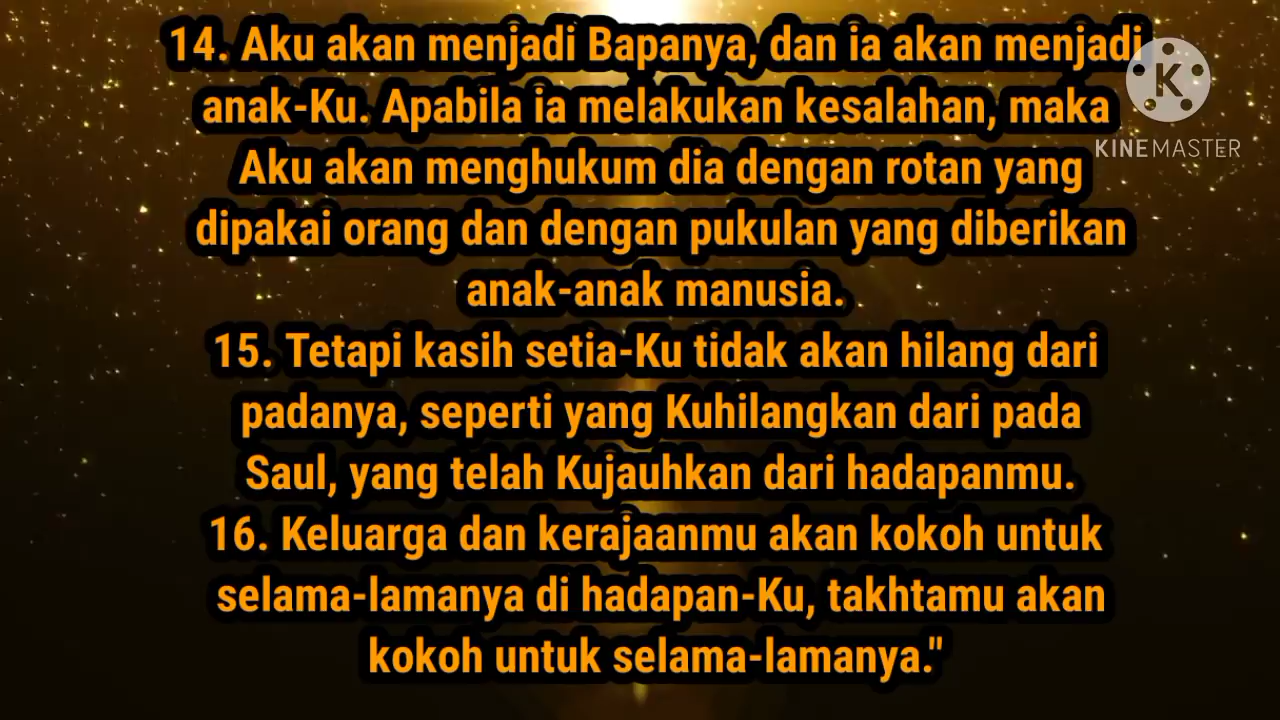 14. Aku akan menjadi Bapanya, dan ia akan menjadi
anak-Ku. Apabila ia melakukan kesalahan, maka
Aku akan menghukum dia dengan rotan yang
dipakai orang dan dengan pukulan yang diberikan
anak-anak manusia.
15. Tetapi kasih setia-Ku tidak akan hilang dari
padanya, seperti yang Kuhilangkan dari pada
Saul, yang telah Kujauhkan dari hadapanmu.
16. Keluarga dan kerajaanmu akan kokoh untuk
selama-lamanya di hadapan-Ku, takhtamu akan
kokoh untuk selama-lamanya."
K
KINEMASTER